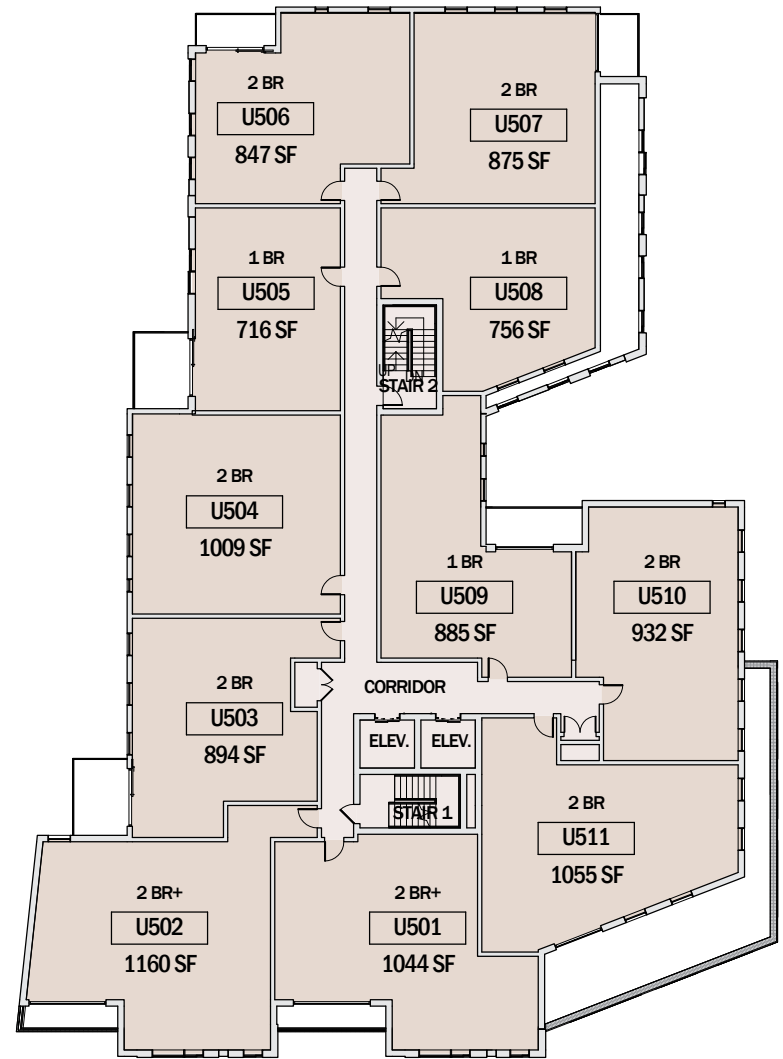 2 BR
U506
847 SF
2 BR
U507
875 SF
1 BR
U505
716 SF
1 BR
U508
756 SF
UP
DN
STAIR 2
2 BR
U504
1009 SF
1 BR
U509
885 SF
2 BR
U510
932 SF
2 BR
U503
894 SF
CORRIDOR
ELEV.
ELEV.
STAIR 1
2 BR
U511
1055 SF
2 BR+
U502
1160 SF
2 BR+
U501
1044 SF